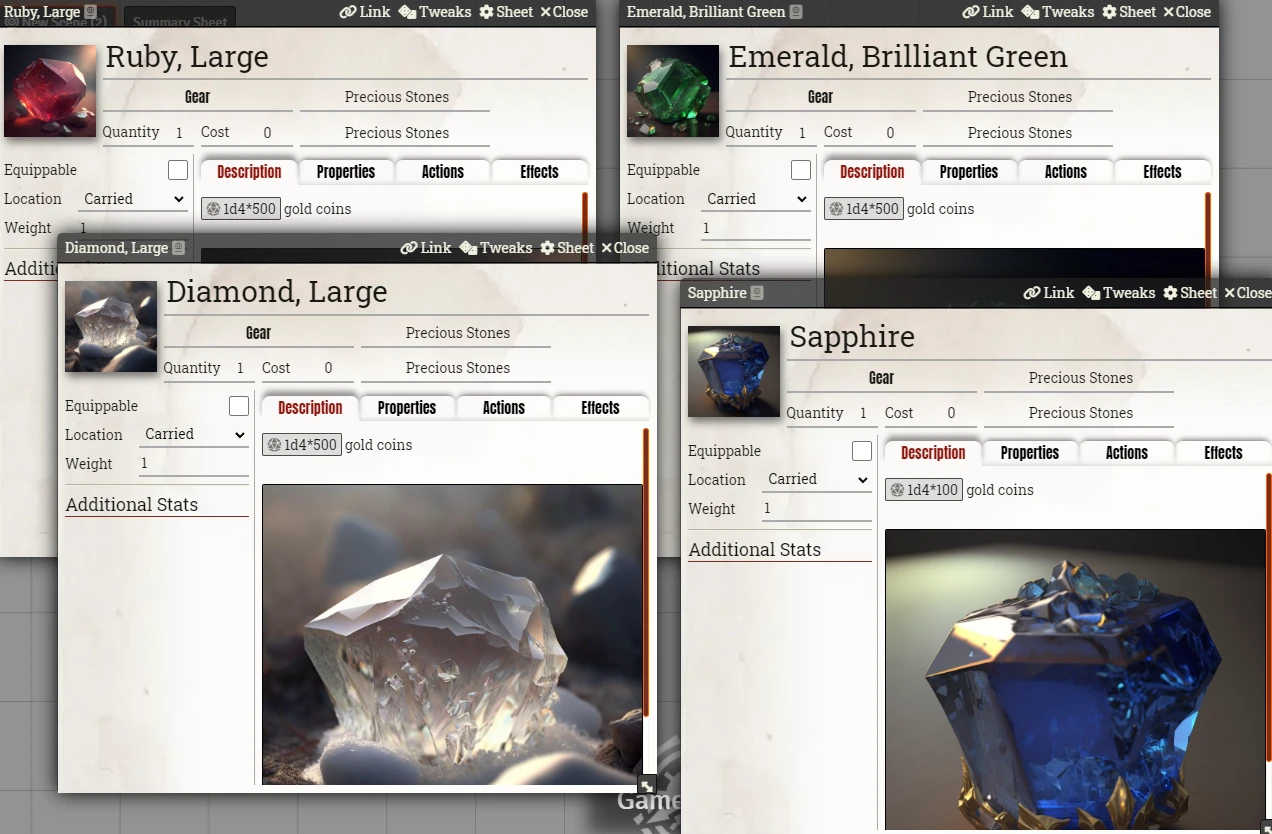 New Scene (2)
Summary Sheet
Ruby, Large
Link Tweaks Sheet Close
Ruby, Large
Gear
Precious Stones
Quantity 1 Cost 0 Precious Stones
Equippable
Location Carried
Weight 1
Description Properties Actions Effects
1d4*500 gold coins
Additi
Emerald, Brilliant Green
Link Tweaks Sheet Close
Emerald, Brilliant Green
Gear
Precious Stones
Quantity 1 Cost 0 Precious Stones
Equippable
Location Carried
Weight 1
Description Properties Actions Effects
1d4*500 gold coins
ditional Stats
Diamond, Large
Link Tweaks Sheet Close
Diamond, Large
Gear
Precious Stones
Quantity 1 Cost 0 Precious Stones
Equippable
Location Carried
Weight 1
Additional Stats
Description Properties Actions Effects
1d4*500 gold coins
Sapphire
Link Tweaks Sheet Close
Sapphire
Gear
Precious Stones
Quantity 1 Cost 0 Precious Stones
Equippable
Location Carried
Weight 1
Additional Stats
Description Properties Actions Effects
1d4*100 gold coins
Game